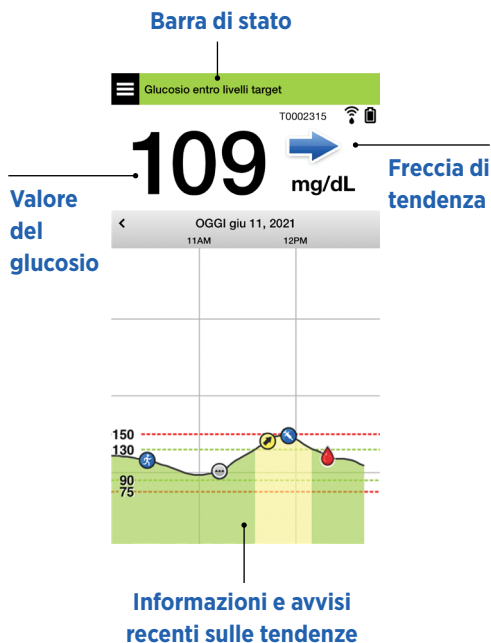 Barra di stato
Glucosio entro livelli target
T0002315
109
mg/dL
Freccia di
tendenza
Valore
del
glucosio
< OGGI giu 11, 2021
11AM 12PM
150
130
90
75
Informazioni e avvisi
recenti sulle tendenze